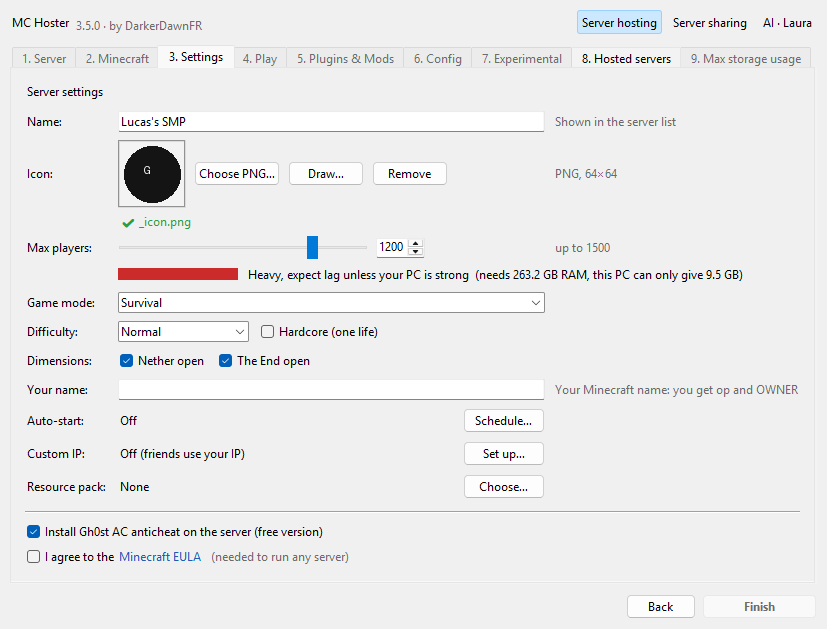 MC Hoster 3.5.0 · by DarkerDawnFR Server hosting Server sharing AI · Laura
1. Server 2. Minecraft 3. Settings 4. Play 5. Plugins & Mods 6. Config 7. Experimental 8. Hosted servers 9. Max storage usage
Server settings
Name: Lucas's SMP Shown in the server list
Icon: G Choose PNG... Draw... Remove PNG, 64×64
_icon.png
Max players: 1200 up to 1500
Heavy, expect lag unless your PC is strong (needs 263.2 GB RAM, this PC can only give 9.5 GB)
Game mode: Survival
Difficulty: Normal Hardcore (one life)
Dimensions: Nether open The End open
Your name: Your Minecraft name: you get op and OWNER
Auto-start: Off Schedule...
Custom IP: Off (friends use your IP) Set up...
Resource pack: None Choose...
Install Gh0st AC anticheat on the server (free version)
I agree to the Minecraft EULA (needed to run any server)
Back Finish